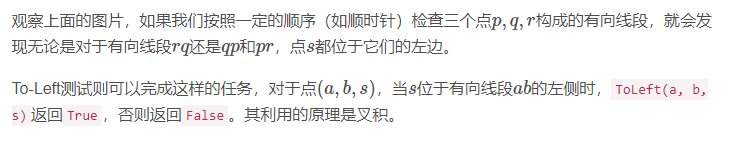 观察上面的图片，如果我们按照一定的顺序（如顺时针）检查三个点p, q, r构成的有向线段，就会发
现无论是对于有向线段rq还是qp和pr，点s都位于它们的左边。
To-Left测试则可以完成这样的任务，对于点(a, b, s)，当s位于有向线段ab的左侧时， ToLeft(a, b,
s) 返回 True ，否则返回 False 。其利用的原理是叉积。